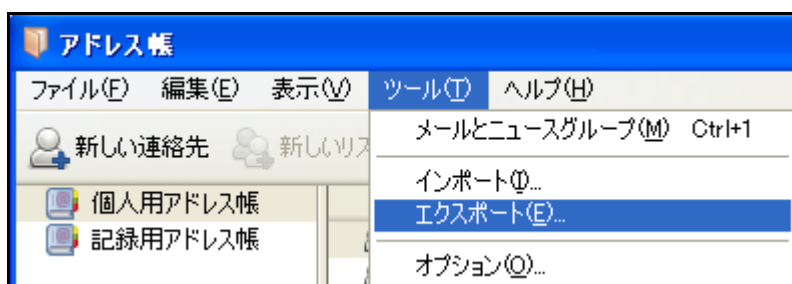 アドレス帳
ファイル(F) 編集(E) 表示(V) ツール(T) ヘルプ(H)
新しい連絡先 新しいリス
メールとニュースグループ(M) Ctrl+1
インポート(I)...
エクスポート(E)...
オプション(O)...
個人用アドレス帳
記録用アドレス帳